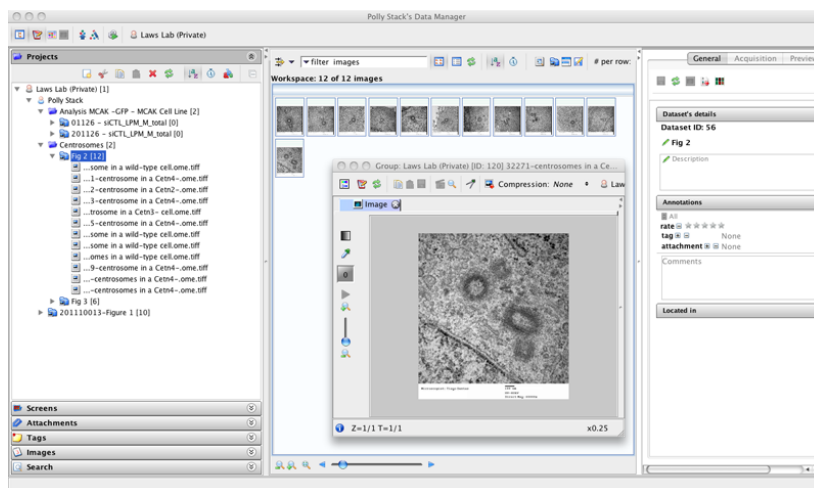 Polly Stack's Data Manager
Laws Lab (Private)
Projects
Laws Lab (Private) [1]
Polly Stack
Analysis MCAK -GFP - MCAK Cell Line [2]
01126 - siCTL_LPM_M_total [0]
201126 - siCTL_LPM_M_total [0]
Centrosomes [2]
Fig 2 [12]
...some in a wild-type cell.ome.tiff
...1-centrosome in a Cetn4-.ome.tiff
...2-centrosome in a Cetn2-.ome.tiff
...3-centrosome in a Cetn4-.ome.tiff
...trosome in a Cetn3- cell.ome.tiff
...5-centrosome in a Cetn4-.ome.tiff
...some in a wild-type cell.ome.tiff
...some in a wild-type cell.ome.tiff
...omes in a wild-type cell.ome.tiff
...9-centrosome in a Cetn4-.ome.tiff
...-centrosomes in a Cetn4-.ome.tiff
...-centrosomes in a Cetn4-.ome.tiff
Fig 3 [6]
201110013-Figure 1 [10]
Screens
Attachments
Tags
Images
Search
filter images
# per row:
Workspace: 12 of 12 images
Group: Laws Lab (Private) [ID: 120] 32271-centrosomes in a Ce...
Compression: None
Law
Image
Z=1/1 T=1/1
x0.25
General
Acquisition
Preview
Dataset's details
Dataset ID: 56
Fig 2
Description
Annotations
All
rate
tag None
attachment None
Comments
Located in